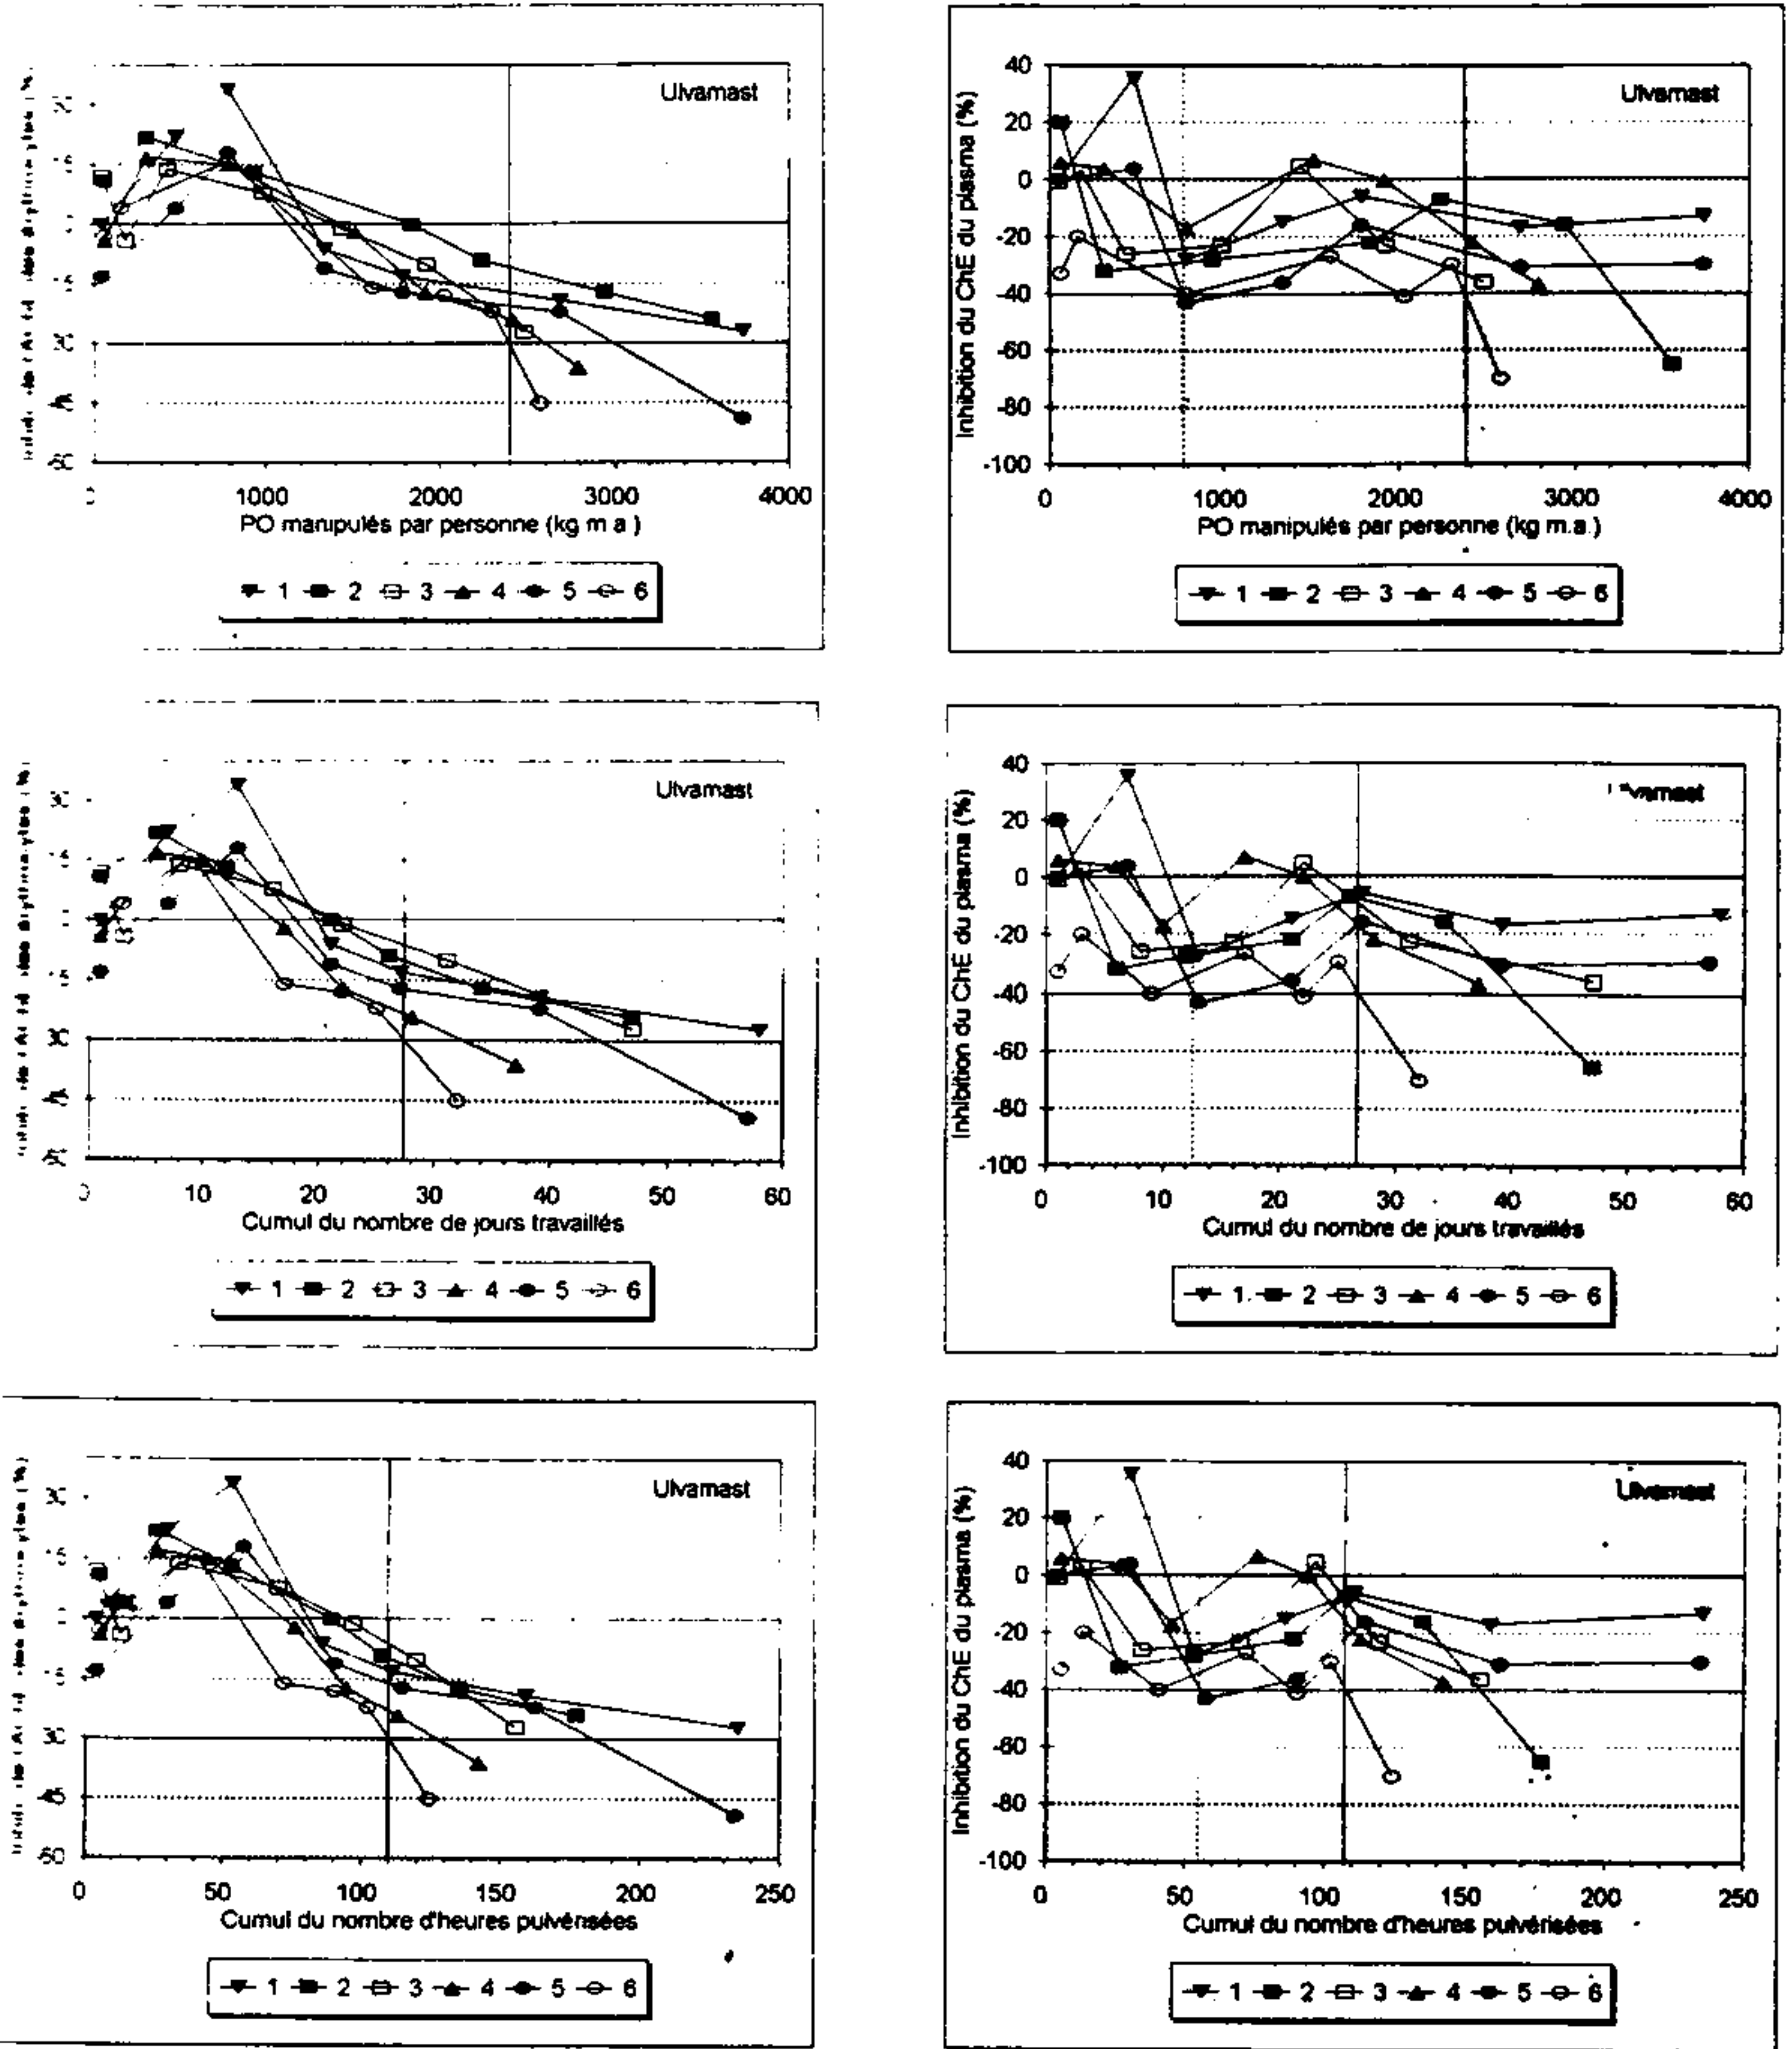 Ulvamast
1000 2000 3000 4000
PO manipulés par personne (kg m a )
1 2 3 4 5 6
Ulvamast
40
20
0
-20
-40
-60
-80
-100
Inhibition du ChE du plasma (%)
0 1000 2000 3000 4000
PO manipulés par personne (kg m.a.)
1 2 3 4 5 6
Ulvamast
10 20 30 40 50 60
Cumul du nombre de jours travaillés
1 2 3 4 5 6
40
20
0
-20
-40
-60
-80
-100
Inhibition du ChE du plasma (%)
0 10 20 30 40 50 60
Cumul du nombre de jours travaillés
1 2 3 4 5 6
Ulvamast
0 50 100 150 200 250
Cumul du nombre d'heures pulvérisées
1 2 3 4 5 6
Ulvamast
40
20
0
-20
-40
-60
-80
-100
Inhibition du ChE du plasma (%)
0 50 100 150 200 250
Cumul du nombre d'heures pulvérisées
1 2 3 4 5 6